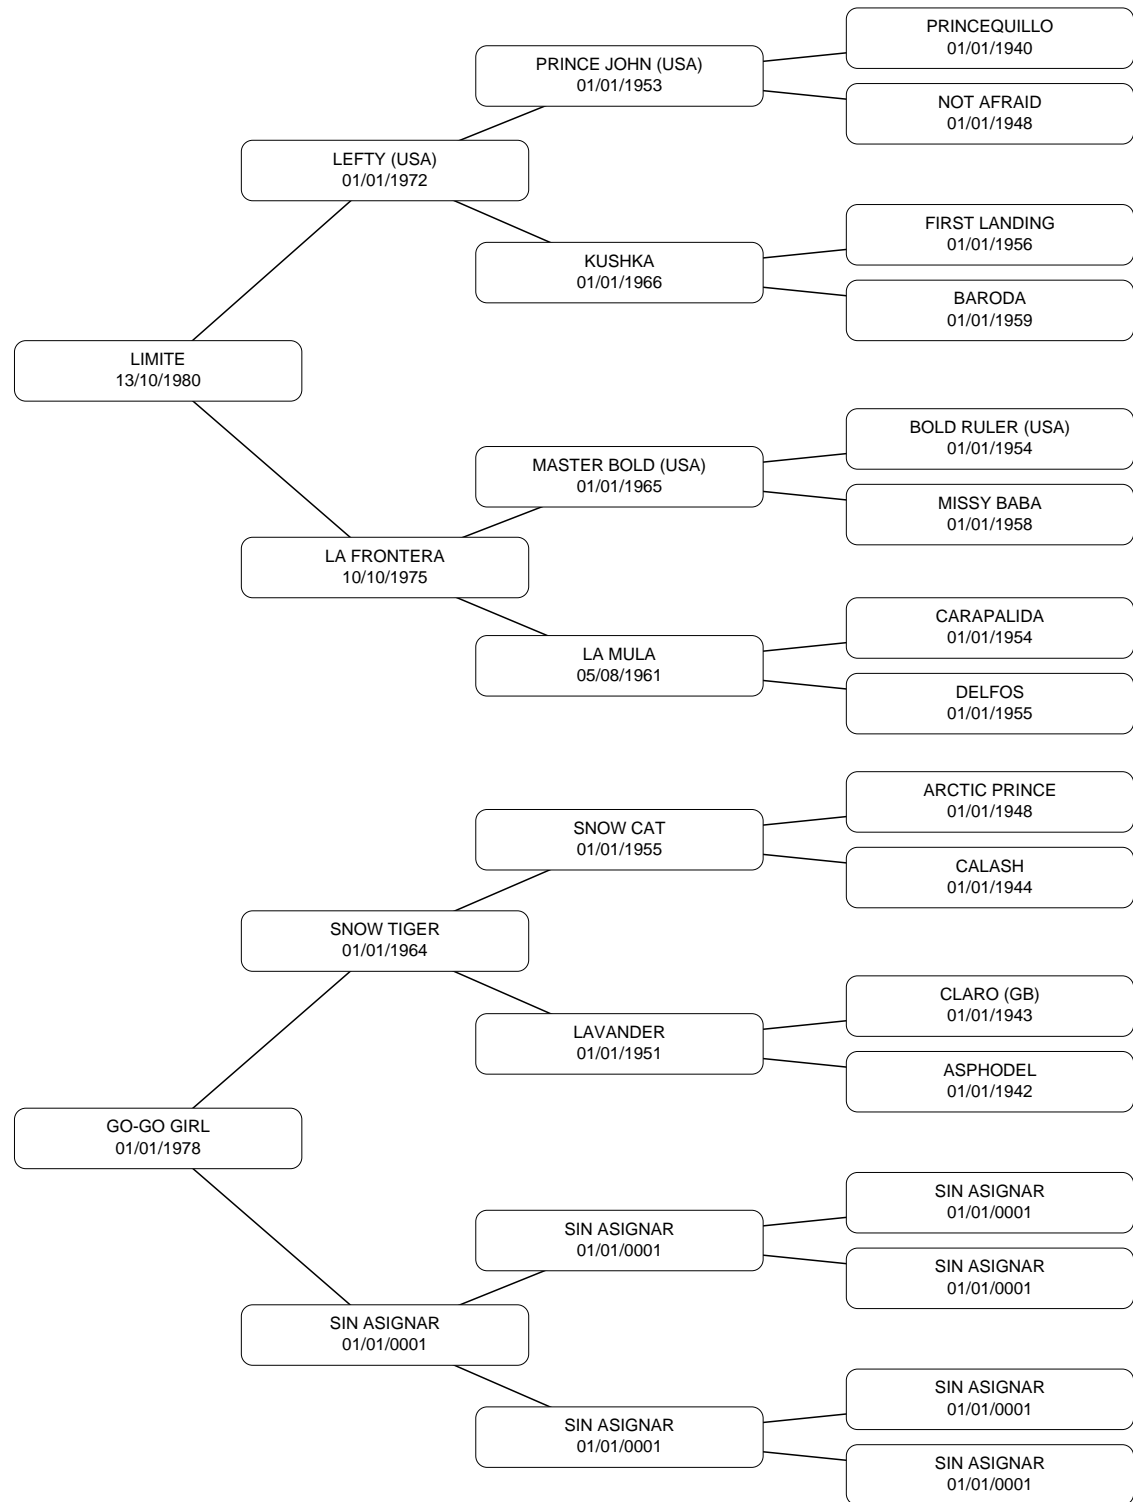 PRINCEQUILLO
01/01/1940
PRINCE JOHN (USA)
01/01/1953
NOT AFRAID
01/01/1948
LEFTY (USA)
01/01/1972
FIRST LANDING
01/01/1956
KUSHKA
01/01/1966
BARODA
01/01/1959
LIMITE
13/10/1980
BOLD RULER (USA)
01/01/1954
MASTER BOLD (USA)
01/01/1965
MISSY BABA
01/01/1958
LA FRONTERA
10/10/1975
CARAPALIDA
01/01/1954
LA MULA
05/08/1961
DELFOS
01/01/1955
ARCTIC PRINCE
01/01/1948
SNOW CAT
01/01/1955
CALASH
01/01/1944
SNOW TIGER
01/01/1964
CLARO (GB)
01/01/1943
LAVANDER
01/01/1951
ASPHODEL
01/01/1942
GO-GO GIRL
01/01/1978
SIN ASIGNAR
01/01/0001
SIN ASIGNAR
01/01/0001
SIN ASIGNAR
01/01/0001
SIN ASIGNAR
01/01/0001
SIN ASIGNAR
01/01/0001
SIN ASIGNAR
01/01/0001
SIN ASIGNAR
01/01/0001